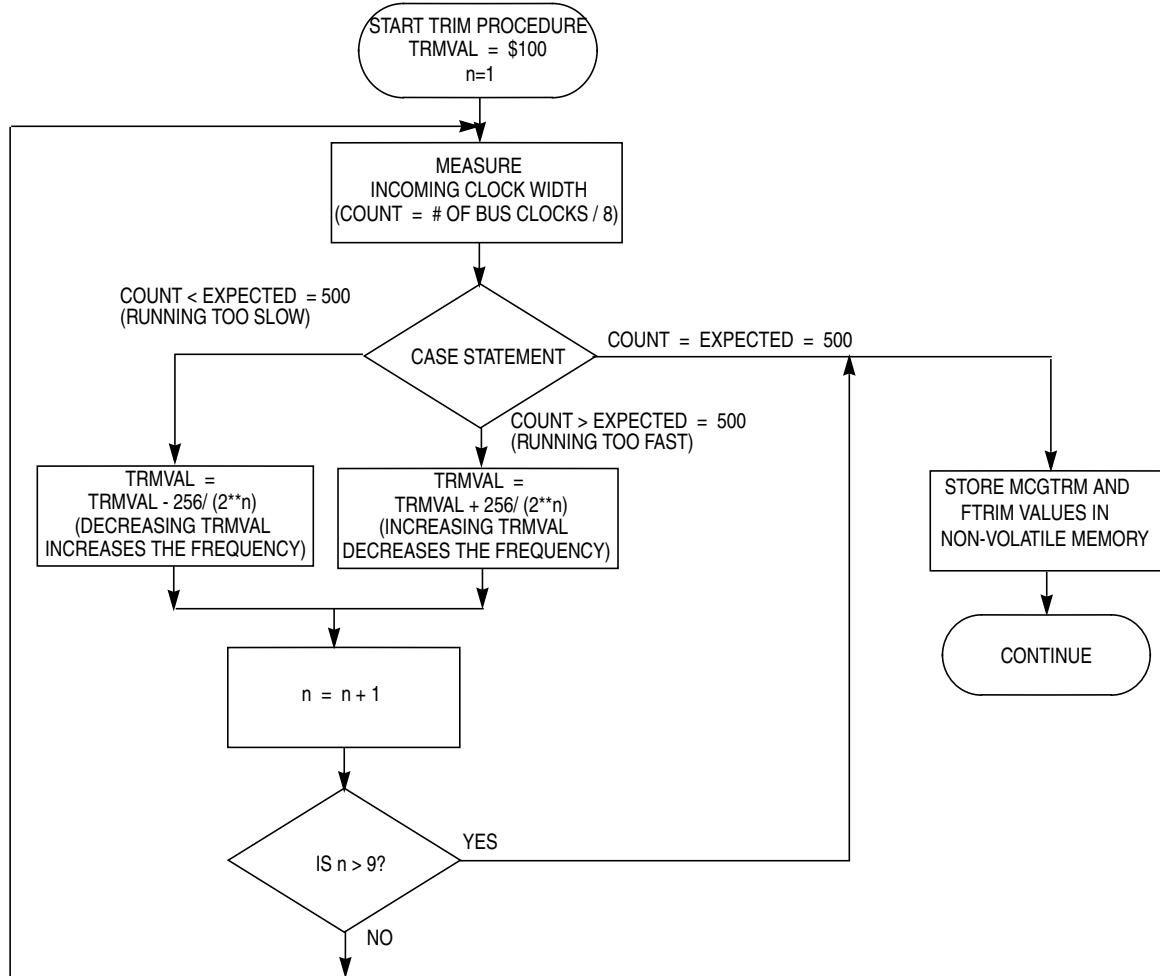 START TRIM PROCEDURE
TRMVAL = $100
n=1
MEASURE
INCOMING CLOCK WIDTH
(COUNT = # OF BUS CLOCKS / 8)
COUNT < EXPECTED = 500
(RUNNING TOO SLOW)
CASE STATEMENT
COUNT = EXPECTED = 500
COUNT > EXPECTED = 500
(RUNNING TOO FAST)
TRMVAL =
TRMVAL - 256/ (2**n)
(DECREASING TRMVAL
INCREASES THE FREQUENCY)
TRMVAL =
TRMVAL + 256/ (2**n)
(INCREASING TRMVAL
DECREASES THE FREQUENCY)
STORE MCGTRM AND
FTRIM VALUES IN
NON-VOLATILE MEMORY
CONTINUE
n = n + 1
IS n > 9?
YES
NO